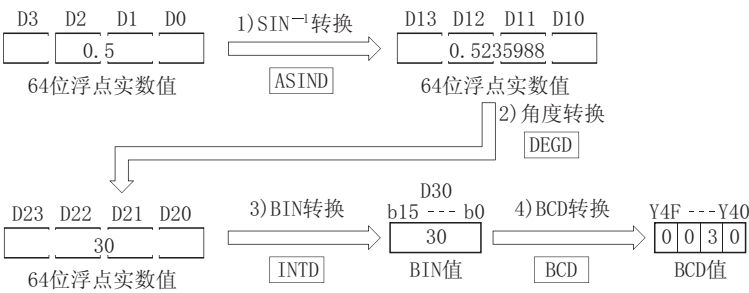 D3 D2 D1 D0
1)SIN⁻¹转换
D13 D12 D11 D10
0.5
0.5235988
ASIND
64位浮点实数值
64位浮点实数值
2)角度转换
DEGD
D23 D22 D21 D20
3)BIN转换
D30
b15 --- b0
4)BCD转换
Y4F ---Y40
30
30
0 0 3 0
64位浮点实数值
INTD
BIN值
BCD
BCD值